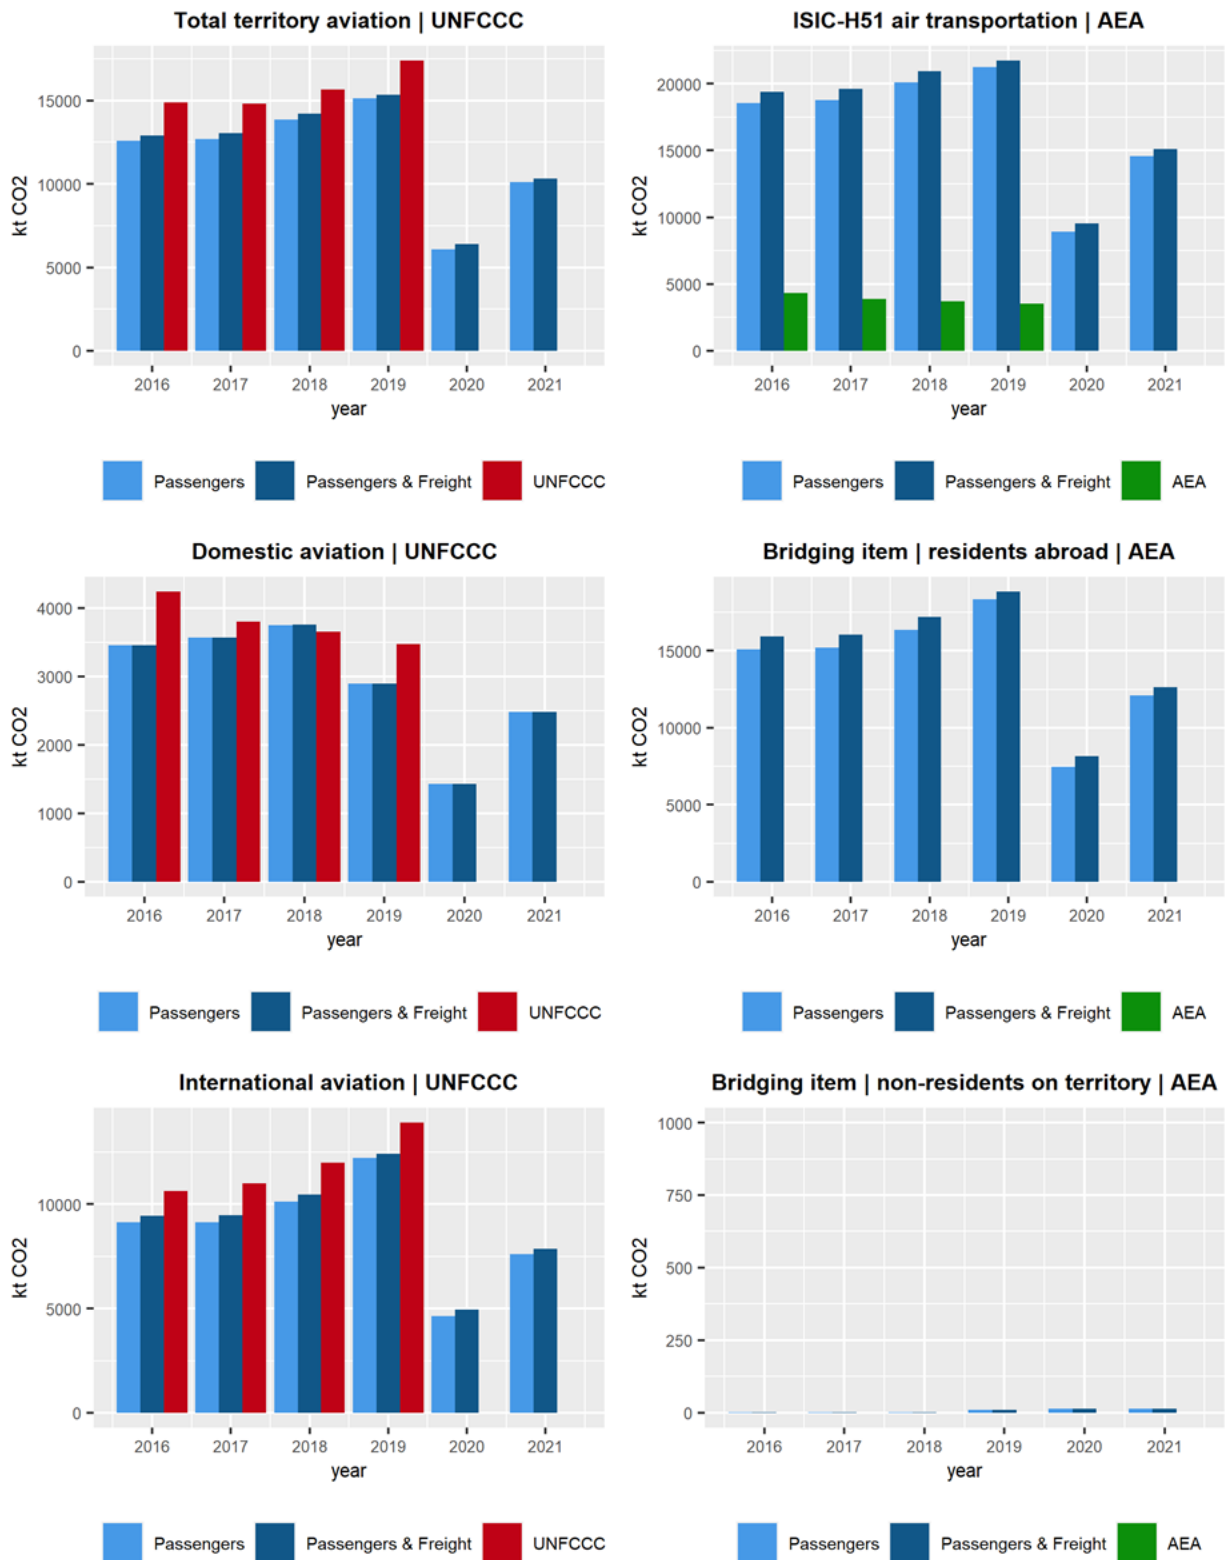 Total territory aviation | UNFCCC
kt CO2
15000
10000
5000
0
2016 2017 2018 2019 2020 2021
year
Passengers Passengers & Freight UNFCCC
ISIC-H51 air transportation | AEA
kt CO2
20000
15000
10000
5000
0
2016 2017 2018 2019 2020 2021
year
Passengers Passengers & Freight AEA
Domestic aviation | UNFCCC
kt CO2
4000
3000
2000
1000
0
2016 2017 2018 2019 2020 2021
year
Passengers Passengers & Freight UNFCCC
Bridging item | residents abroad | AEA
kt CO2
15000
10000
5000
0
2016 2017 2018 2019 2020 2021
year
Passengers Passengers & Freight AEA
International aviation | UNFCCC
kt CO2
10000
5000
0
2016 2017 2018 2019 2020 2021
year
Passengers Passengers & Freight UNFCCC
Bridging item | non-residents on territory | AEA
kt CO2
1000
750
500
250
0
2016 2017 2018 2019 2020 2021
year
Passengers Passengers & Freight AEA